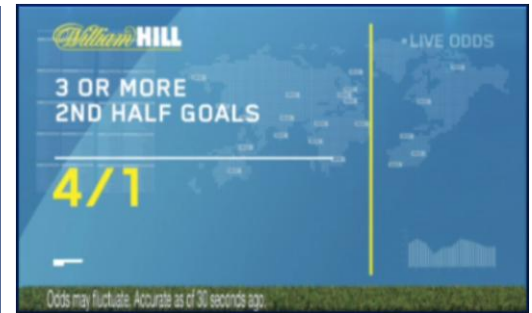 William HILL
• LIVE ODDS
3 OR MORE
2ND HALF GOALS
4/1
Odds may fluctuate. Accurate as of 30 seconds ago.